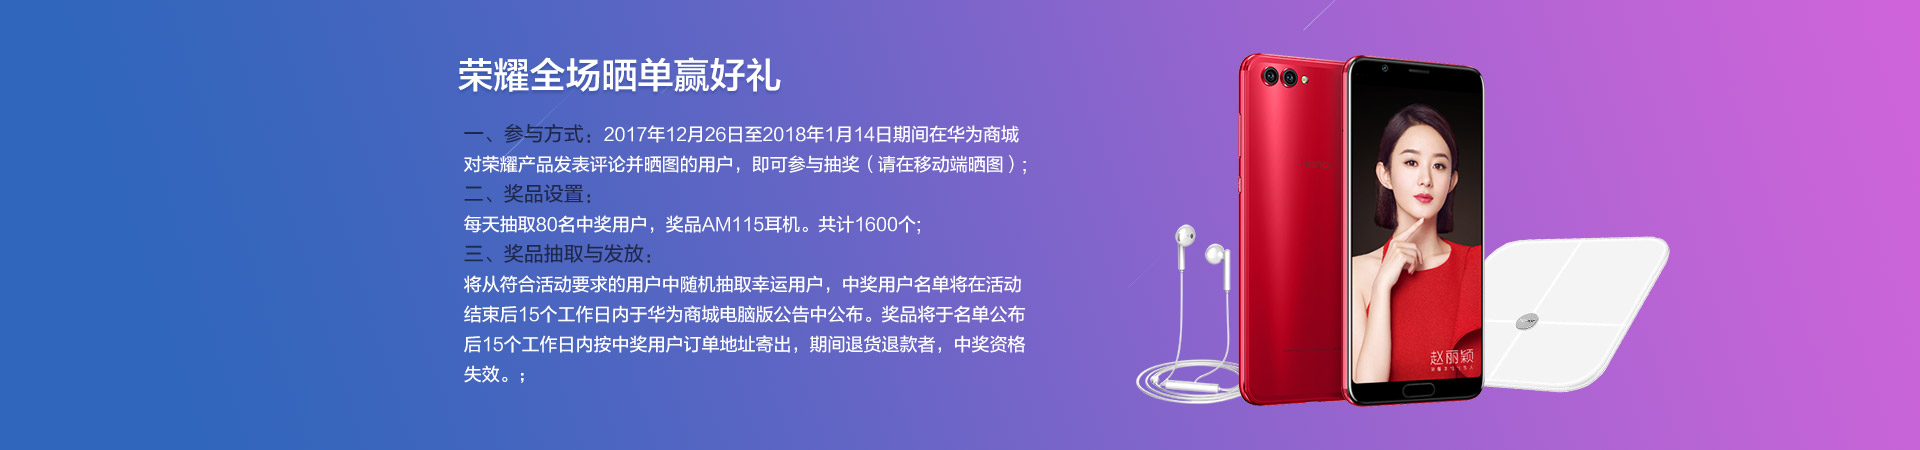 荣耀全场晒单赢好礼
一、参与方式：2017年12月26日至2018年1月14日期间在华为商城
对荣耀产品发表评论并晒图的用户，即可参与抽奖（请在移动端晒图）;
二、奖品设置：
每天抽取80名中奖用户，奖品AM115耳机。共计1600个;
三、奖品抽取与发放：
将从符合活动要求的用户中随机抽取幸运用户，中奖用户名单将在活动
结束后15个工作日内于华为商城电脑版公告中公布。奖品将于名单公布
后15个工作日内按中奖用户订单地址寄出，期间退货退款者，中奖资格
失效。;
赵丽颖